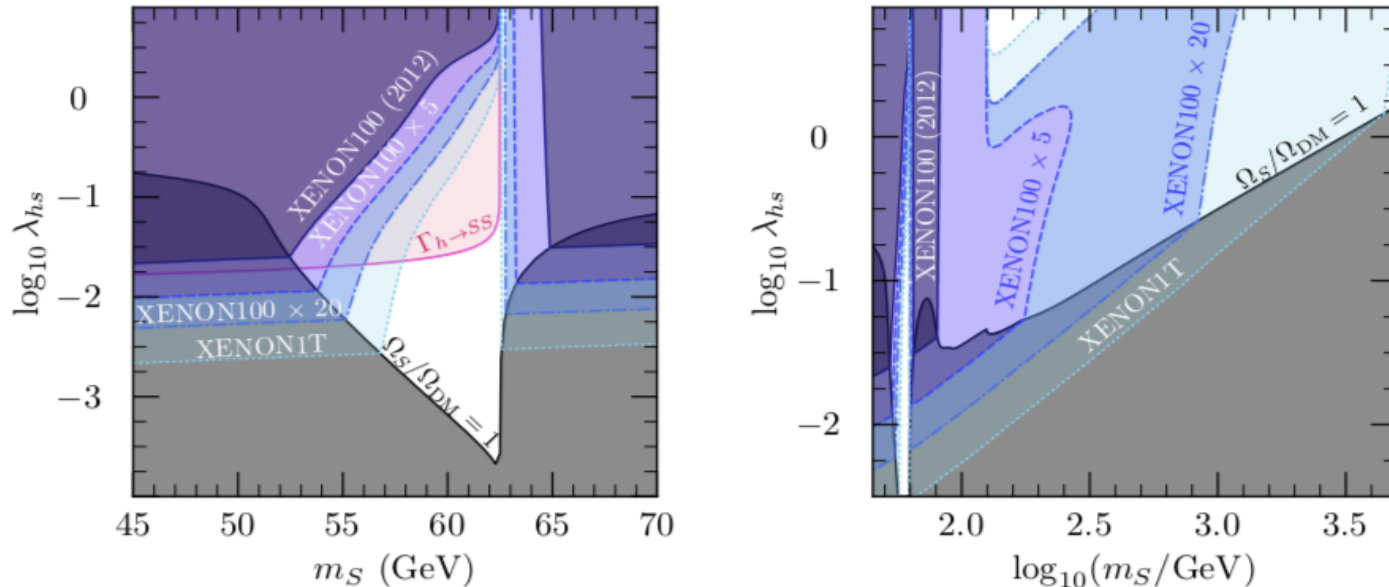 0
−1
−2
−3
log₁₀ λₕₛ
45
50
55
60
65
70
m_S (GeV)
XENON100 (2012)
XENON100 × 5
XENON100 × 20
XENON1T
Γ_{h→SS}
Ω_S/Ω_DM = 1
0
−1
−2
log₁₀ λₕₛ
2.0
2.5
3.0
3.5
log₁₀(m_S/GeV)
XENON100 (2012)
XENON100 × 5
XENON100 × 20
XENON1T
Ω_S/Ω_DM = 1